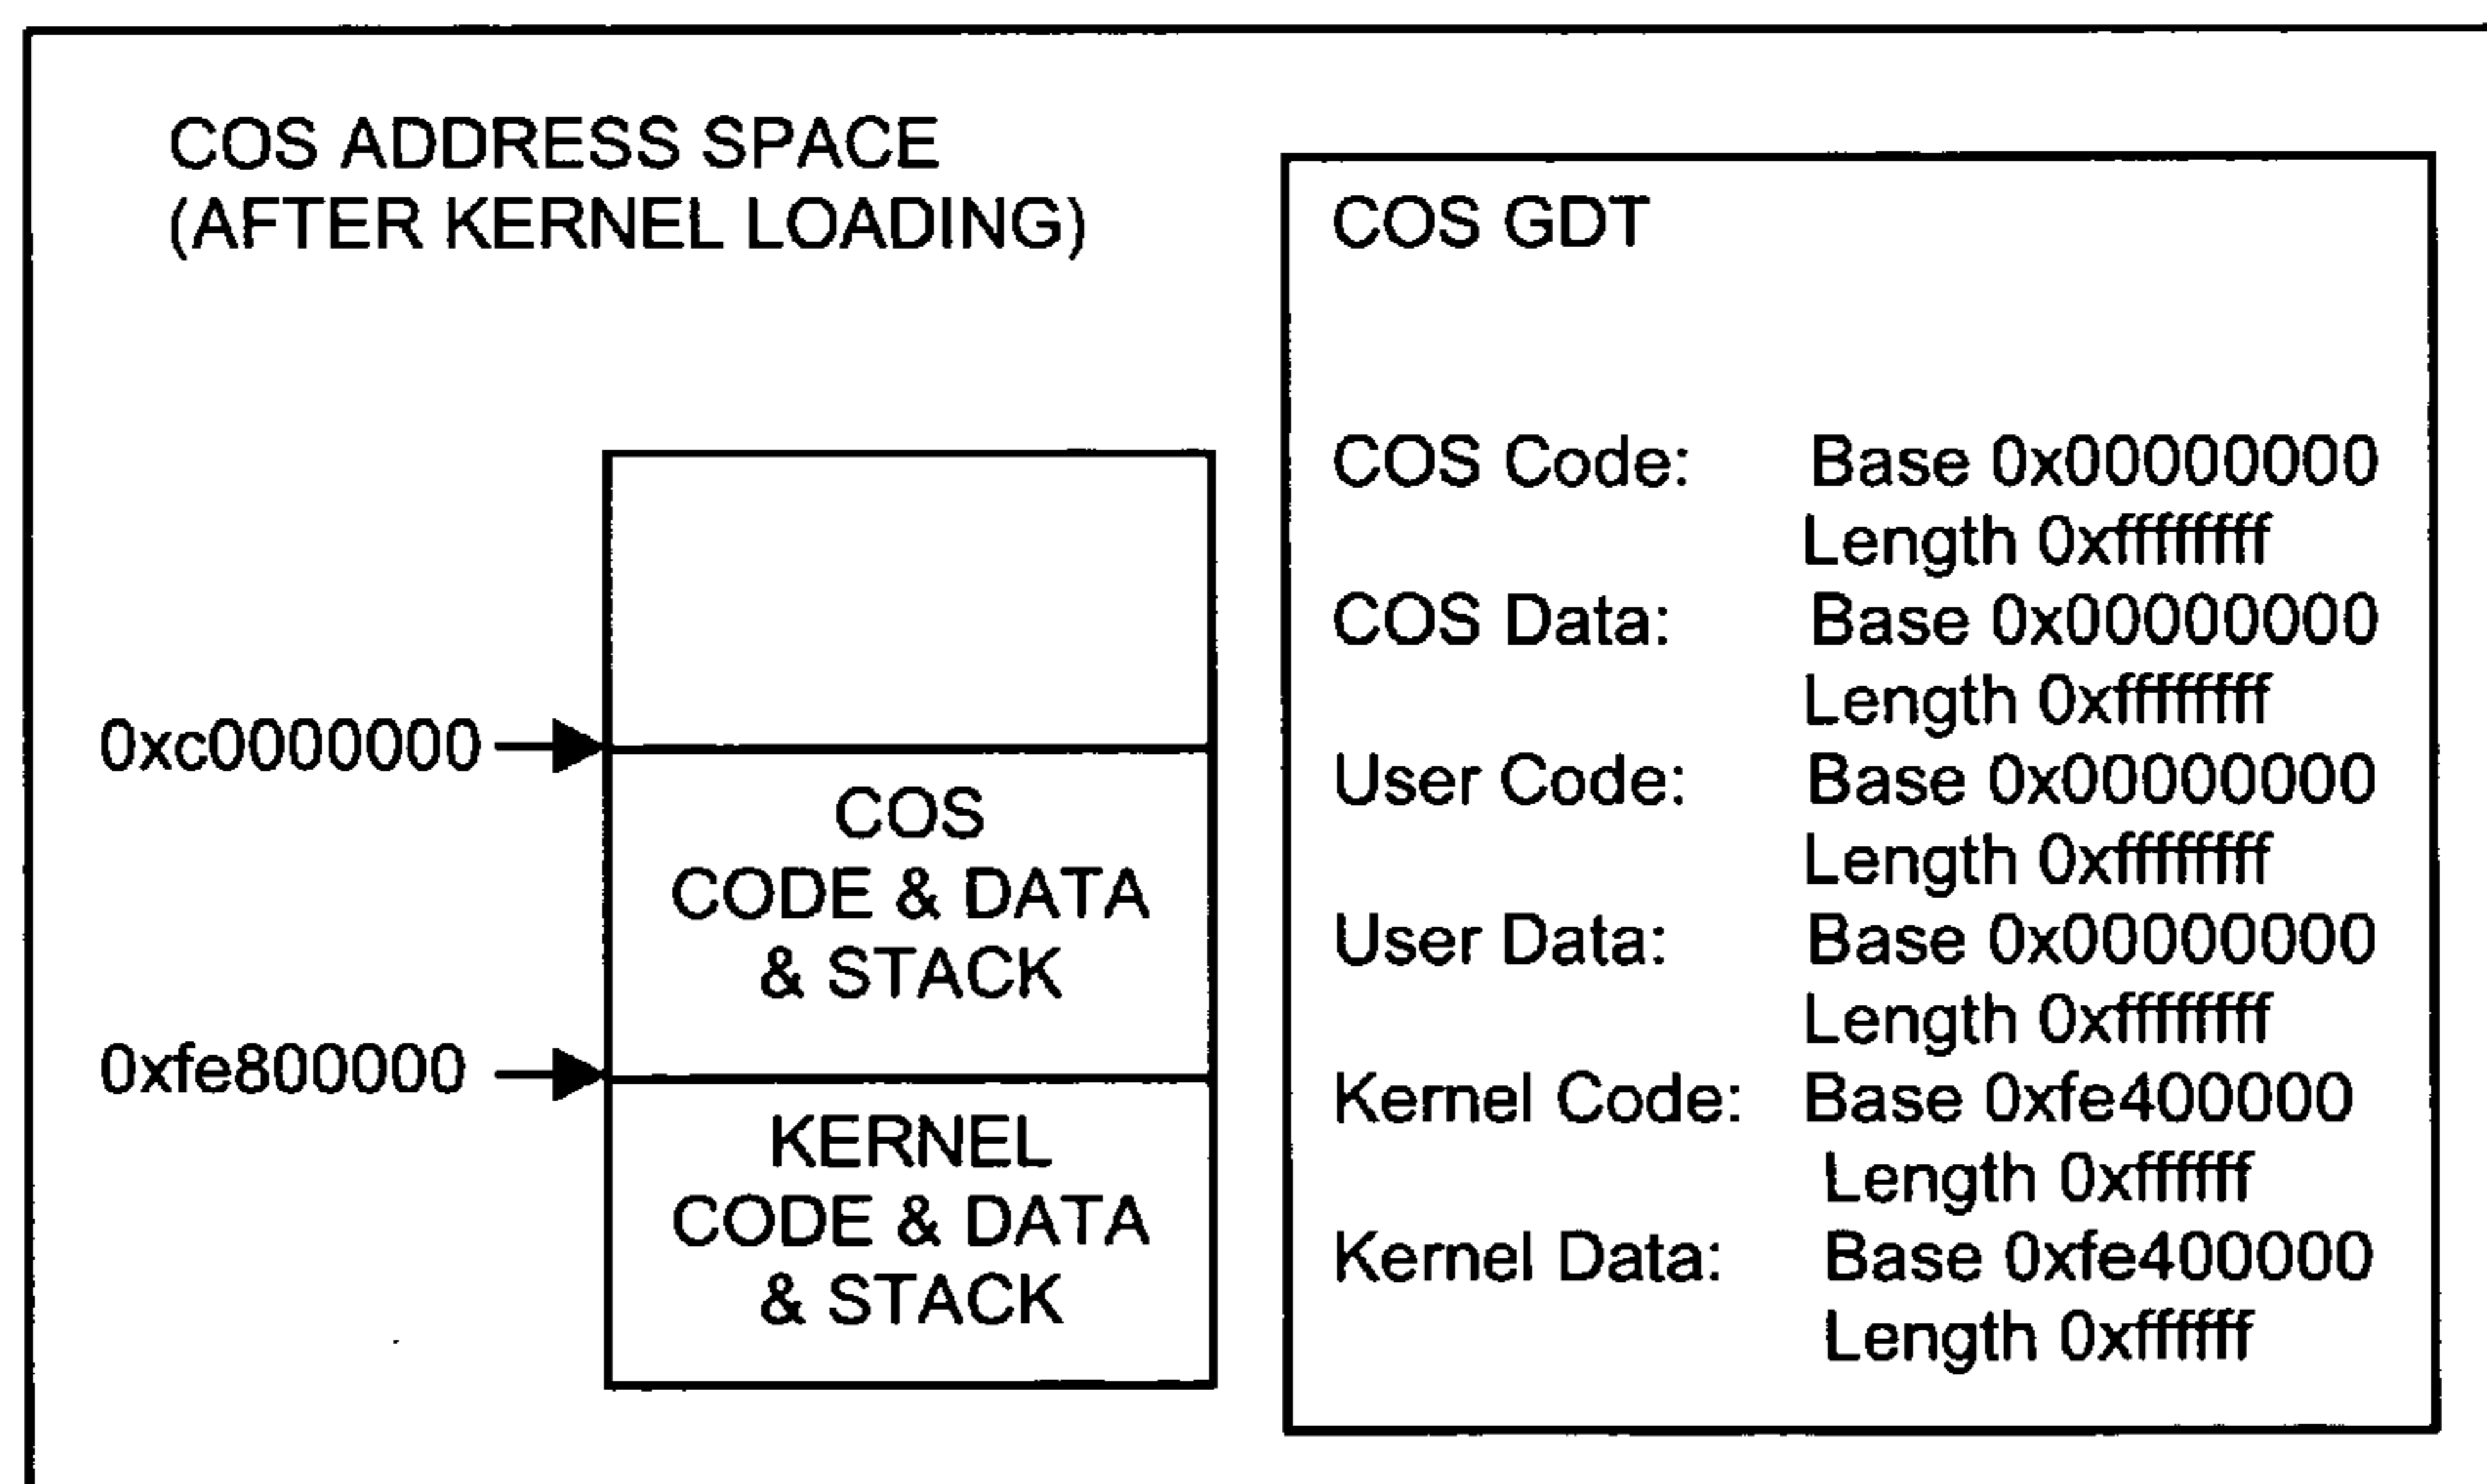 COS ADDRESS SPACE
(AFTER KERNEL LOADING)
0xc0000000
COS
CODE & DATA
& STACK
0xfe800000
KERNEL
CODE & DATA
& STACK
COS GDT
COS Code: Base 0x00000000
Length 0xffffffff
COS Data: Base 0x00000000
Length 0xffffffff
User Code: Base 0x00000000
Length 0xffffffff
User Data: Base 0x00000000
Length 0xffffffff
Kernel Code: Base 0xfe400000
Length 0xffffff
Kernel Data: Base 0xfe400000
Length 0xffffff